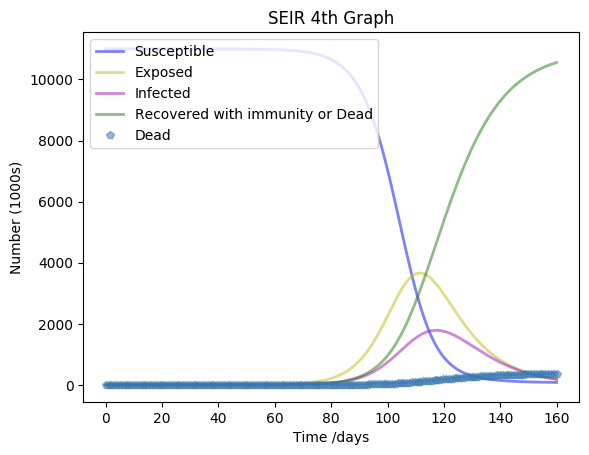 SEIR 4th Graph
Susceptible
Exposed
Infected
Recovered with immunity or Dead
Dead
Number (1000s)
10000
8000
6000
4000
2000
0
0 20 40 60 80 100 120 140 160
Time /days